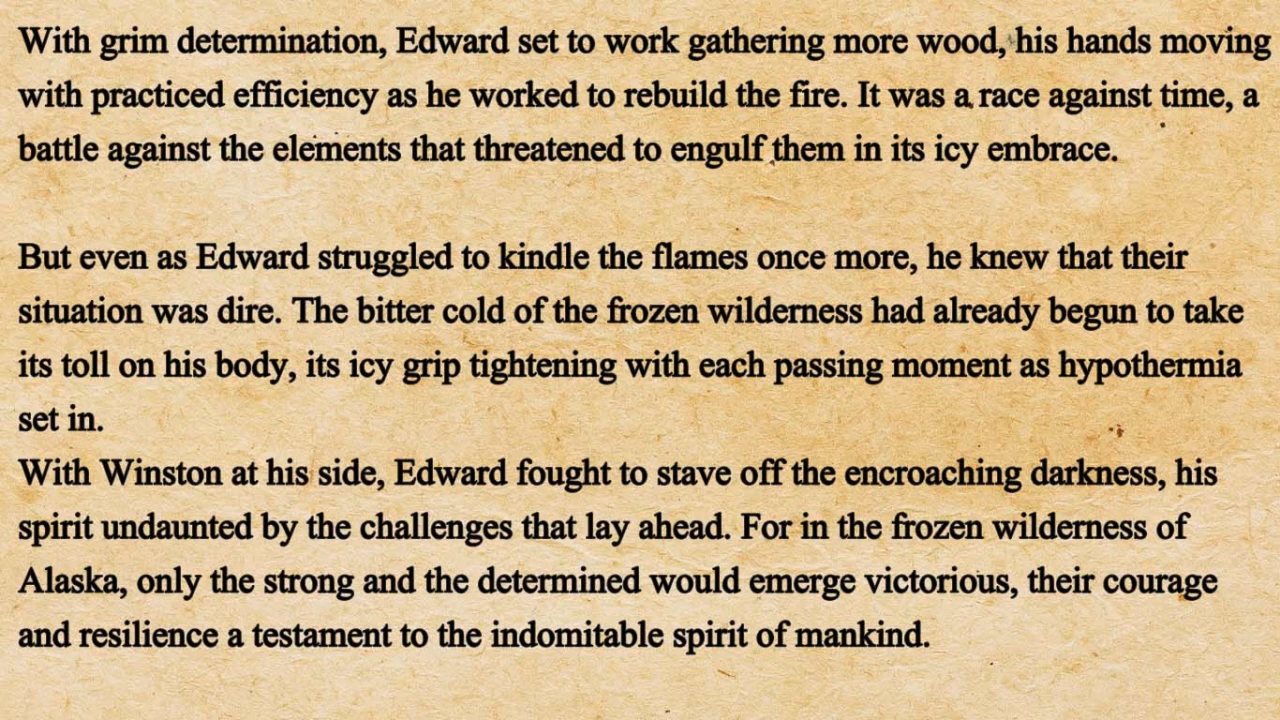 With grim determination, Edward set to work gathering more wood, his hands moving
with practiced efficiency as he worked to rebuild the fire. It was a race against time, a
battle against the elements that threatened to engulf them in its icy embrace.
But even as Edward struggled to kindle the flames once more, he knew that their
situation was dire. The bitter cold of the frozen wilderness had already begun to take
its toll on his body, its icy grip tightening with each passing moment as hypothermia
set in.
With Winston at his side, Edward fought to stave off the encroaching darkness, his
spirit undaunted by the challenges that lay ahead. For in the frozen wilderness of
Alaska, only the strong and the determined would emerge victorious, their courage
and resilience a testament to the indomitable spirit of mankind.